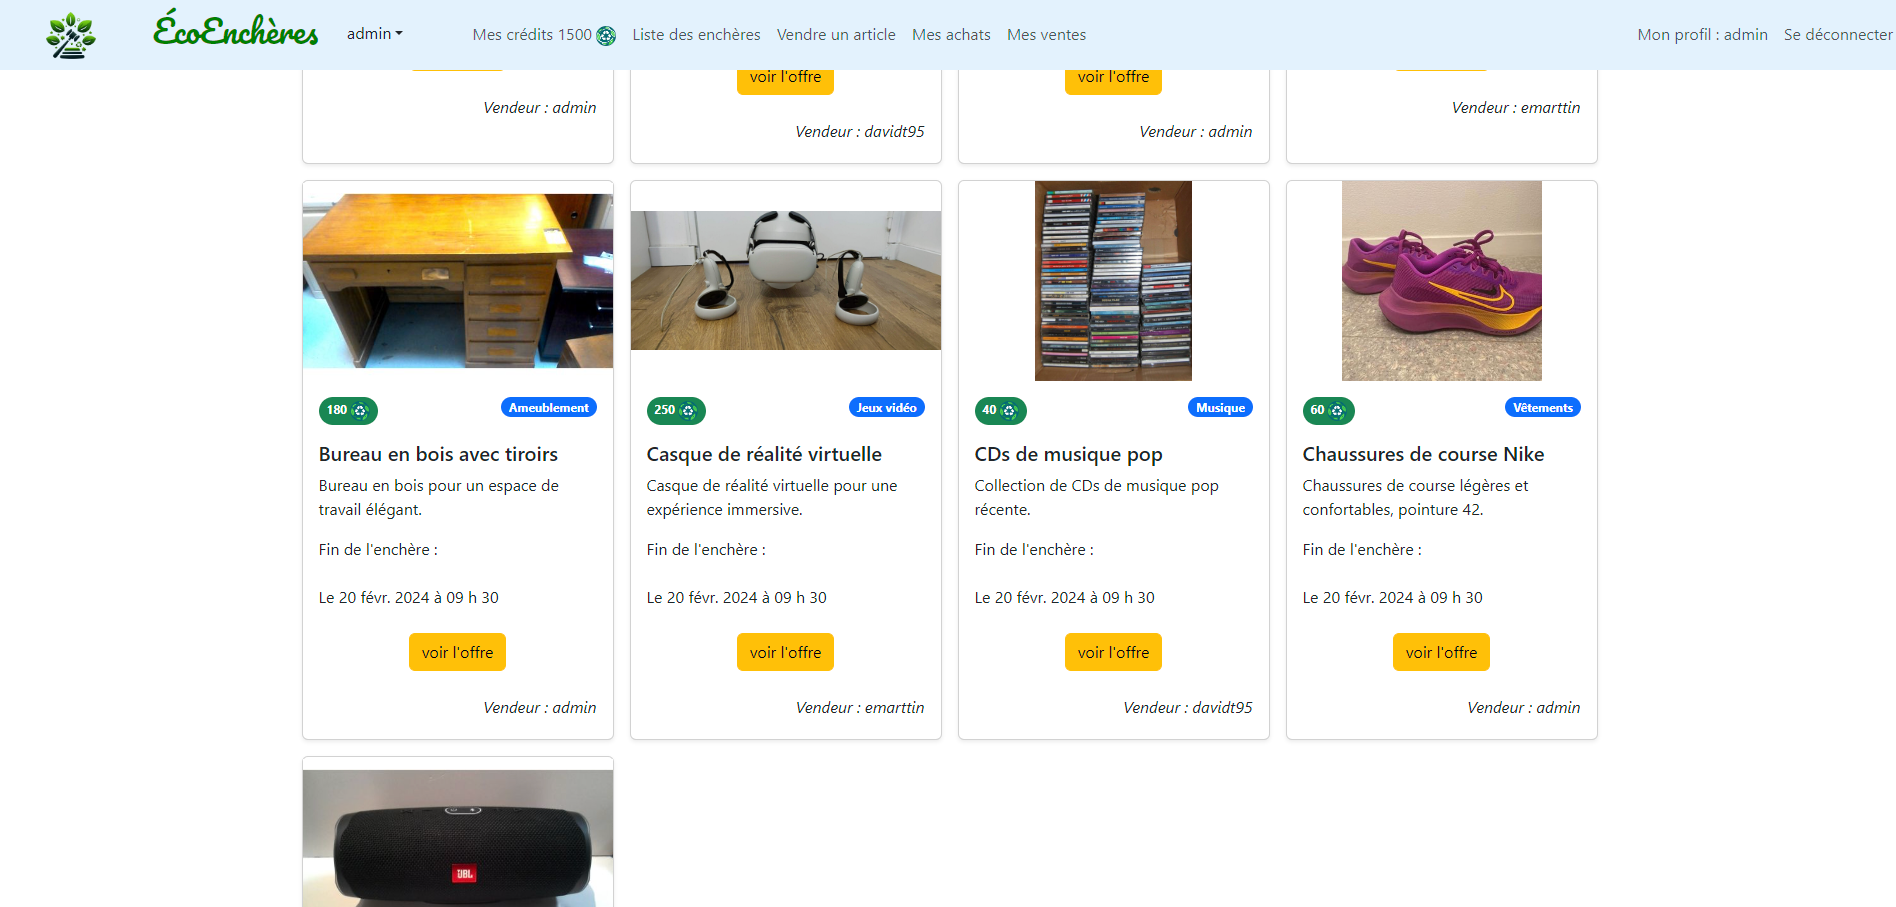 ÉcoEnchères
admin
Mes crédits 1500
Liste des enchères
Vendre un article
Mes achats
Mes ventes
Mon profil : admin
Se déconnecter
voir l'offre
voir l'offre
Vendeur : admin
Vendeur : davidt95
Vendeur : admin
Vendeur : emarttin
180
Ameublement
Bureau en bois avec tiroirs
Bureau en bois pour un espace de
travail élégant.
Fin de l'enchère :
Le 20 févr. 2024 à 09 h 30
voir l'offre
Vendeur : admin
250
Jeux vidéo
Casque de réalité virtuelle
Casque de réalité virtuelle pour une
expérience immersive.
Fin de l'enchère :
Le 20 févr. 2024 à 09 h 30
voir l'offre
Vendeur : emarttin
40
Musique
CDs de musique pop
Collection de CDs de musique pop
récente.
Fin de l'enchère :
Le 20 févr. 2024 à 09 h 30
voir l'offre
Vendeur : davidt95
60
Vêtements
Chaussures de course Nike
Chaussures de course légères et
confortables, pointure 42.
Fin de l'enchère :
Le 20 févr. 2024 à 09 h 30
voir l'offre
Vendeur : admin
JBL